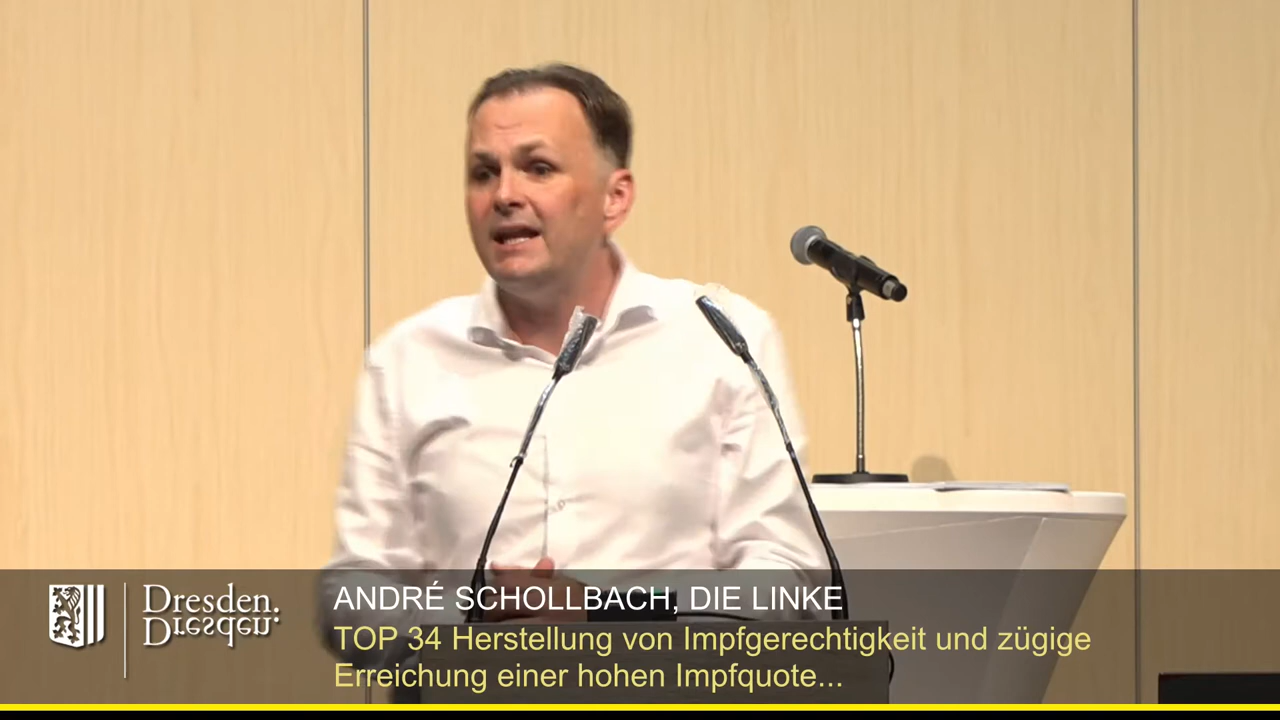 Dresden.
Dresden.
ANDRÉ SCHOLLBACH, DIE LINKE
TOP 34 Herstellung von Impfgerechtigkeit und zügige
Erreichung einer hohen Impfquote...